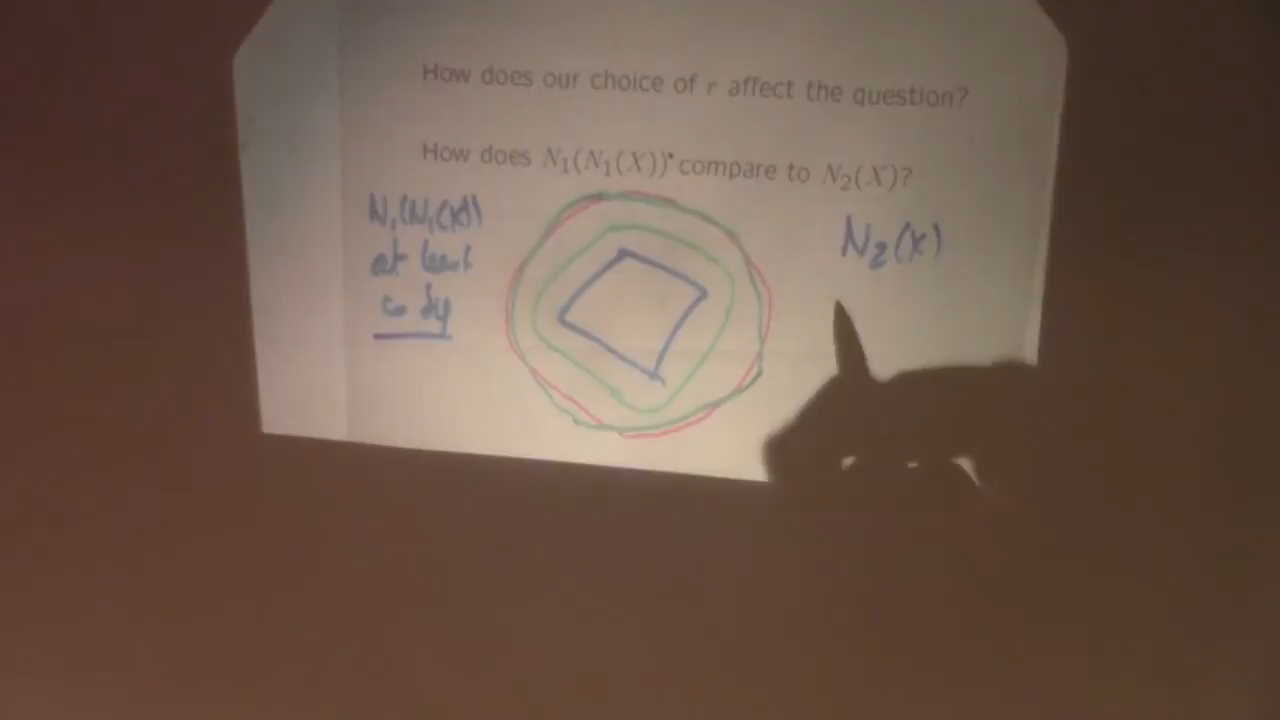 How does our choice of r affect the question?
How does N₁(N₁(X)) compare to N₂(X)?
N₁(N₁(X))
at least
N₂(X)